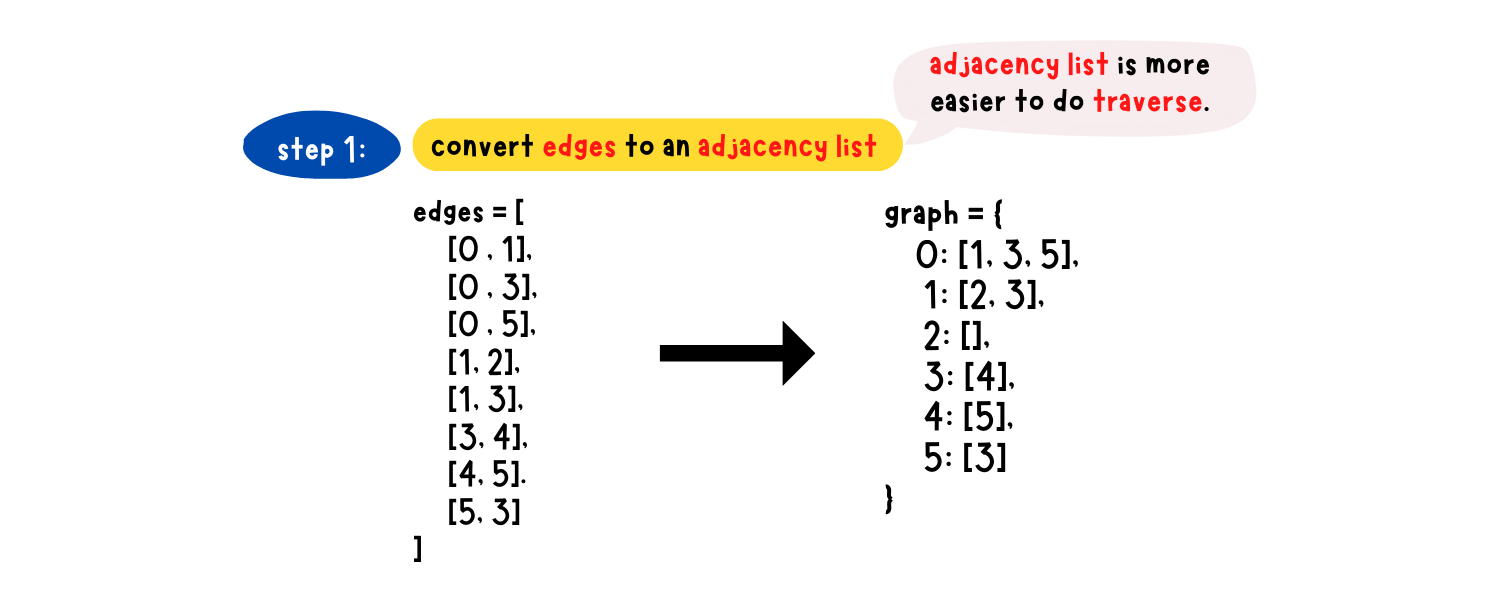 adjacency list is more
easier to do traverse.
step 1:
convert edges to an adjacency list
edges = [
[0 , 1],
[0 , 3],
[0 , 5],
[1, 2],
[1, 3],
[3, 4],
[4, 5].
[5, 3]
]
graph = {
0: [1, 3, 5],
1: [2, 3],
2: [],
3: [4],
4: [5],
5: [3]
}